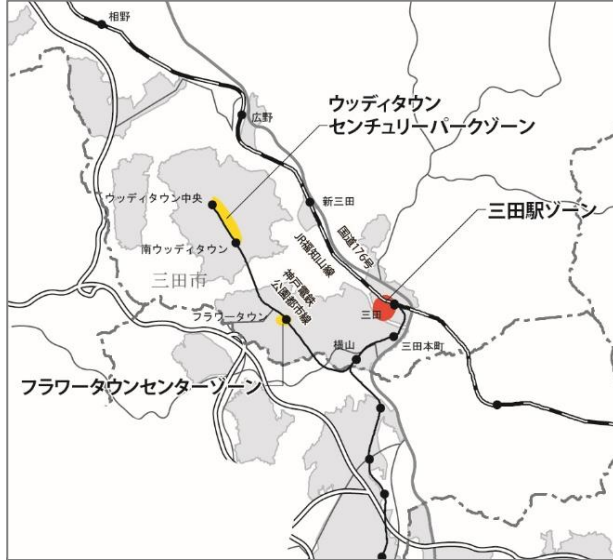 相野
広野
ウッディタウン
センチュリーパークゾーン
ウッディタウン中央
新三田
三田駅ゾーン
国道176号
JR福知山線
南ウッディタウン
三田市
神戸電鉄
公園都市線
フラワータウン
三田
横山
三田本町
フラワータウンセンターゾーン